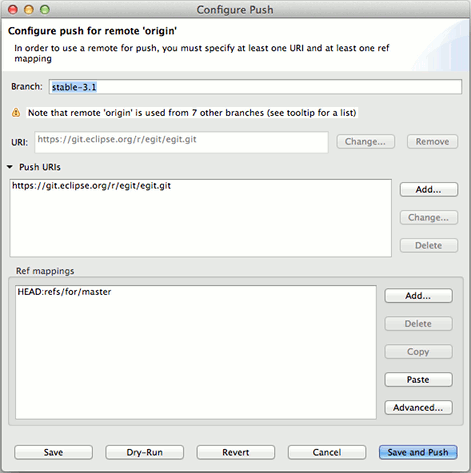 Configure Push
Configure push for remote 'origin'
In order to use a remote for push, you must specify at least one URI and at least one ref
mapping
Branch: stable-3.1
Note that remote 'origin' is used from 7 other branches (see tooltip for a list)
URI: https://git.eclipse.org/r/egit/egit.git Change... Remove
Push URIs
https://git.eclipse.org/r/egit/egit.git
Add...
Change...
Delete
Ref mappings
HEAD:refs/for/master
Add...
Delete
Copy
Paste
Advanced...
Save Dry-Run Revert Cancel Save and Push